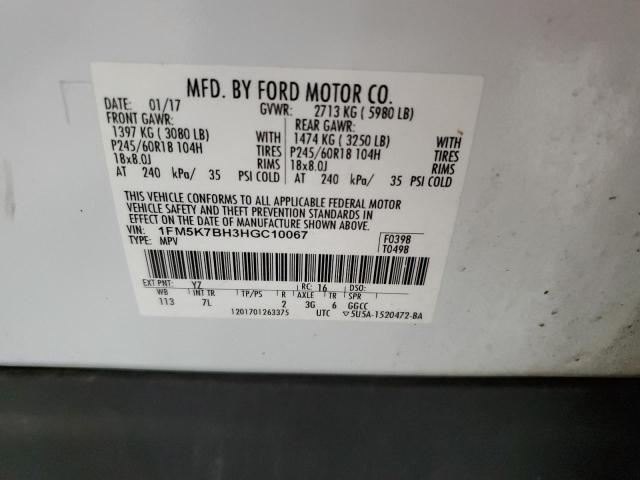 MFD. BY FORD MOTOR CO.
DATE: 01/17 GVWR: 2713 KG ( 5980 LB)
FRONT GAWR: REAR GAWR:
1397 KG ( 3080 LB) WITH 1474 KG ( 3250 LB) WITH
P245/60R18 104H TIRES P245/60R18 104H TIRES
18x8.0J RIMS 18x8.0J RIMS
AT 240 kPa/ 35 PSI COLD AT 240 kPa/ 35 PSI COLD
THIS VEHICLE CONFORMS TO ALL APPLICABLE FEDERAL MOTOR
VEHICLE SAFETY AND THEFT PREVENTION STANDARDS IN
EFFECT ON THE DATE OF MANUFACTURE SHOWN ABOVE.
VIN: 1FM5K7BH3HGC10067 F0398
TYPE: MPV T049B
EXT PNT: YZ RC: 16 DSO:
WB INT TR TP/PS R AXLE TR SPR
113 7L 2 3G 6 GGCC
1201701263375 UTC ▽5U5A-1520472-BA